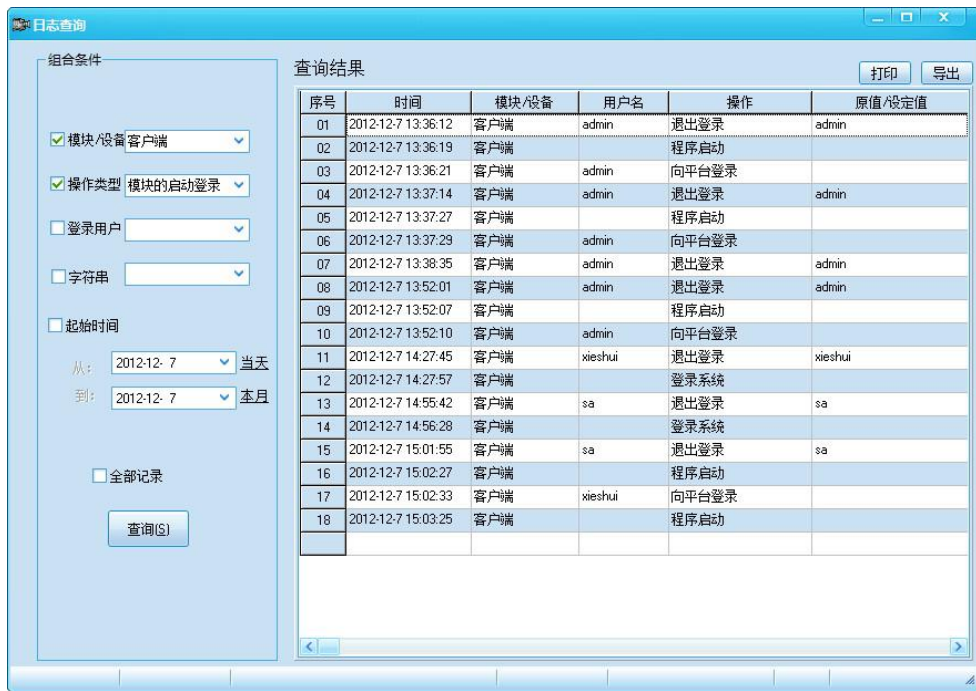 日志查询
组合条件
模块/设备 客户端
操作类型 模块的启动登录
登录用户
字符串
起始时间
从: 2012-12- 7 当天
到: 2012-12- 7 本月
全部记录
查询(S)
查询结果
打印 导出
序号 时间 模块/设备 用户名 操作 原值/设定值
01 2012-12-7 13:36:12 客户端 admin 退出登录 admin
02 2012-12-7 13:36:19 客户端 程序启动
03 2012-12-7 13:36:21 客户端 admin 向平台登录
04 2012-12-7 13:37:14 客户端 admin 退出登录 admin
05 2012-12-7 13:37:27 客户端 程序启动
06 2012-12-7 13:37:29 客户端 admin 向平台登录
07 2012-12-7 13:38:35 客户端 admin 退出登录 admin
08 2012-12-7 13:52:01 客户端 admin 退出登录 admin
09 2012-12-7 13:52:07 客户端 程序启动
10 2012-12-7 13:52:10 客户端 admin 向平台登录
11 2012-12-7 14:27:45 客户端 xieshui 退出登录 xieshui
12 2012-12-7 14:27:57 客户端 登录系统
13 2012-12-7 14:55:42 客户端 sa 退出登录 sa
14 2012-12-7 14:56:28 客户端 登录系统
15 2012-12-7 15:01:55 客户端 sa 退出登录 sa
16 2012-12-7 15:02:27 客户端 程序启动
17 2012-12-7 15:02:33 客户端 xieshui 向平台登录
18 2012-12-7 15:03:25 客户端 程序启动